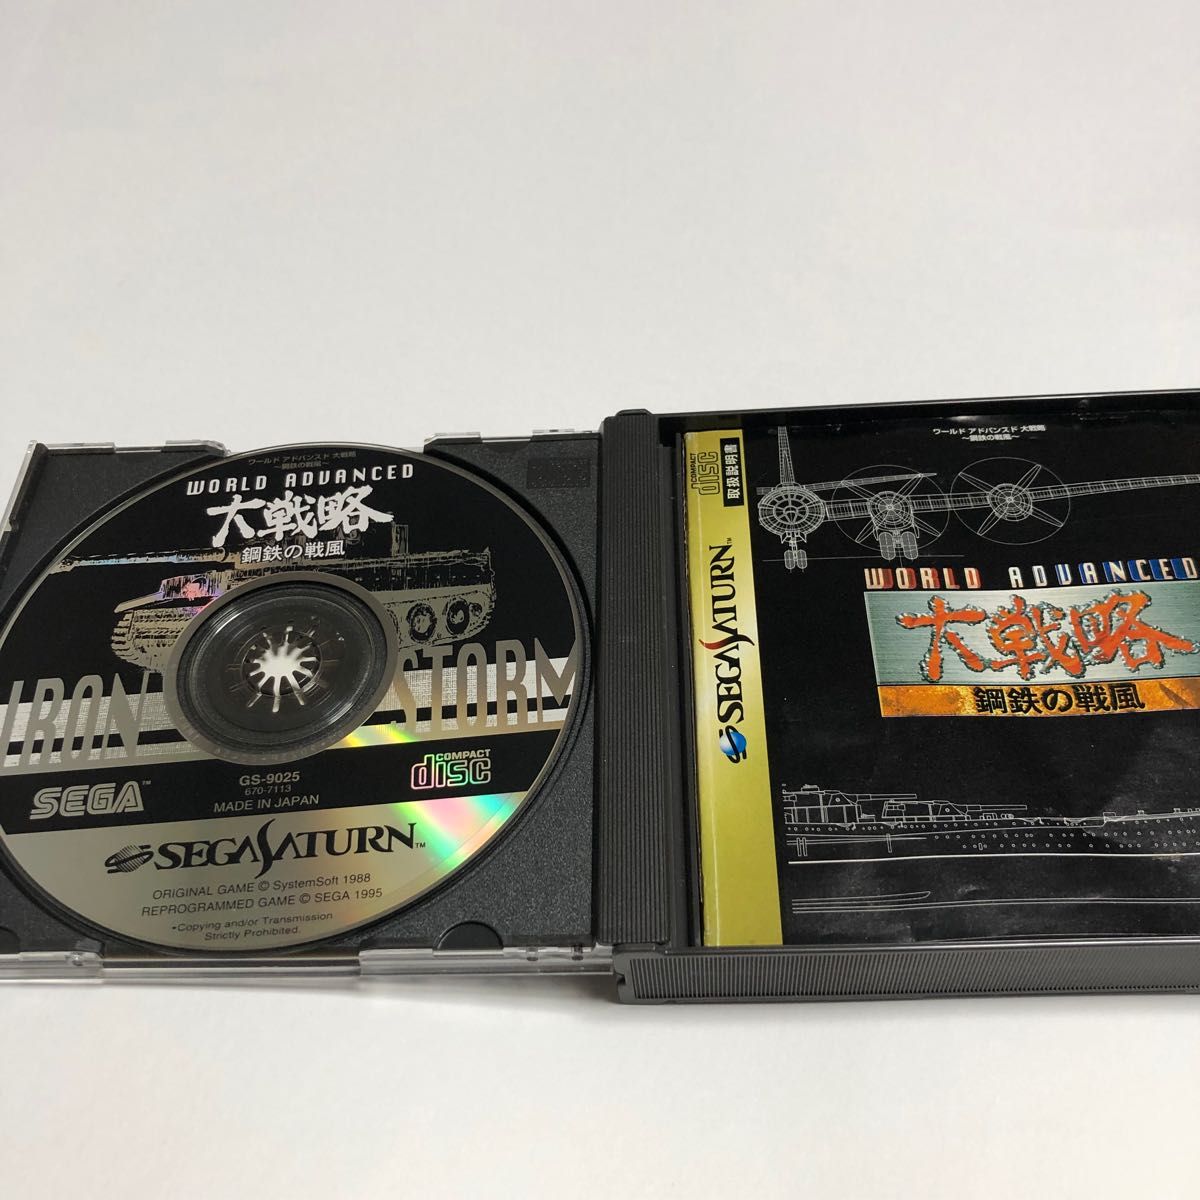 ワールド アドバンスド 大戦略
〜鋼鉄の戦風〜
WORLD ADVANCED
大戦略
鋼鉄の戦風
IRON STORM
SEGA™
GS-9025
670-7113
MADE IN JAPAN
COMPACT
disc
SEGA SATURN™
ORIGINAL GAME © SystemSoft 1988
REPROGRAMMED GAME © SEGA 1995
•Copying and/or Transmission
Strictly Prohibited.
COMPACT
disc
取扱説明書
SEGA SATURN™
ワールド アドバンスド 大戦略
〜鋼鉄の戦風〜
WORLD ADVANCED
大戦略
鋼鉄の戦風